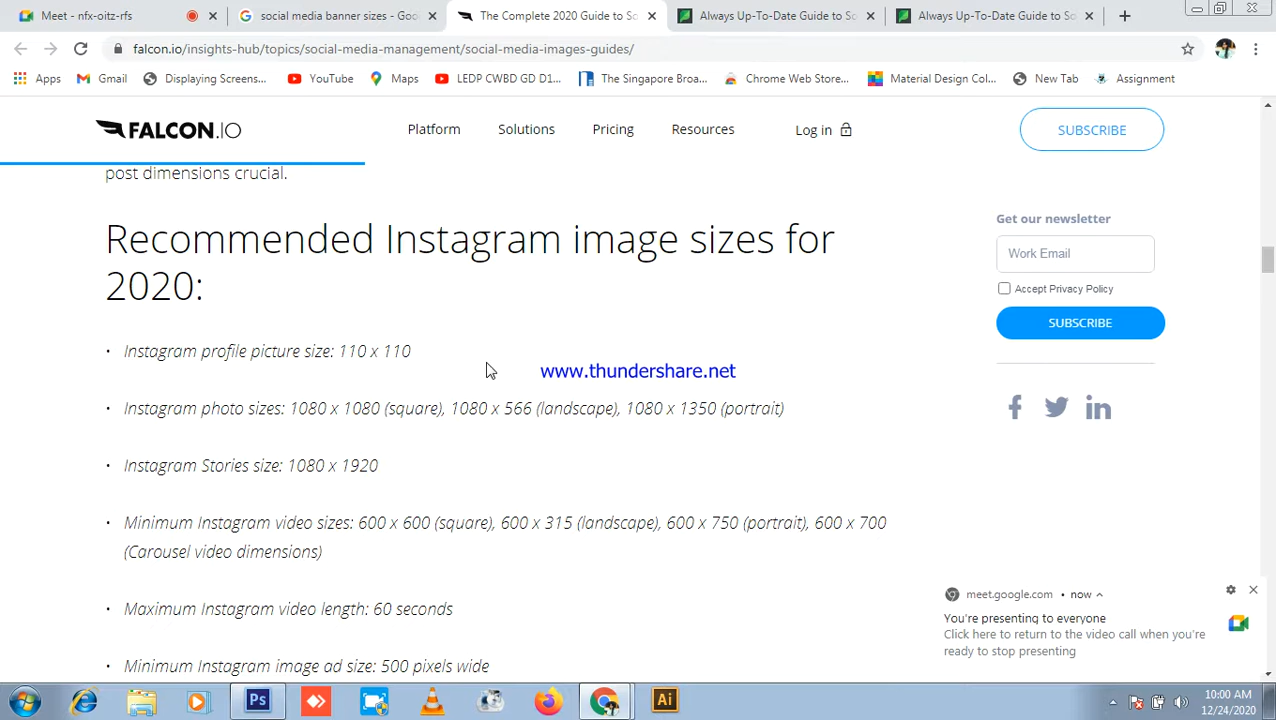 Meet - nfx-oitz-rfs
social media banner sizes - Goo
The Complete 2020 Guide to So
Always Up-To-Date Guide to So
Always Up-To-Date Guide to So
falcon.io/insights-hub/topics/social-media-management/social-media-images-guides/
Apps
Gmail
Displaying Screens...
YouTube
Maps
LEDP CWBD GD D1...
The Singapore Broa...
Chrome Web Store...
Material Design Col...
New Tab
Assignment
FALCON.IO
Platform
Solutions
Pricing
Resources
Log in
SUBSCRIBE
post dimensions crucial.
Recommended Instagram image sizes for
2020:
• Instagram profile picture size: 110 x 110
www.thundershare.net
• Instagram photo sizes: 1080 x 1080 (square), 1080 x 566 (landscape), 1080 x 1350 (portrait)
• Instagram Stories size: 1080 x 1920
• Minimum Instagram video sizes: 600 x 600 (square), 600 x 315 (landscape), 600 x 750 (portrait), 600 x 700
(Carousel video dimensions)
• Maximum Instagram video length: 60 seconds
• Minimum Instagram image ad size: 500 pixels wide
Get our newsletter
Work Email
Accept Privacy Policy
SUBSCRIBE
meet.google.com • now
You're presenting to everyone
Click here to return to the video call when you're
ready to stop presenting
Ps
Ai
10:00 AM
12/24/2020